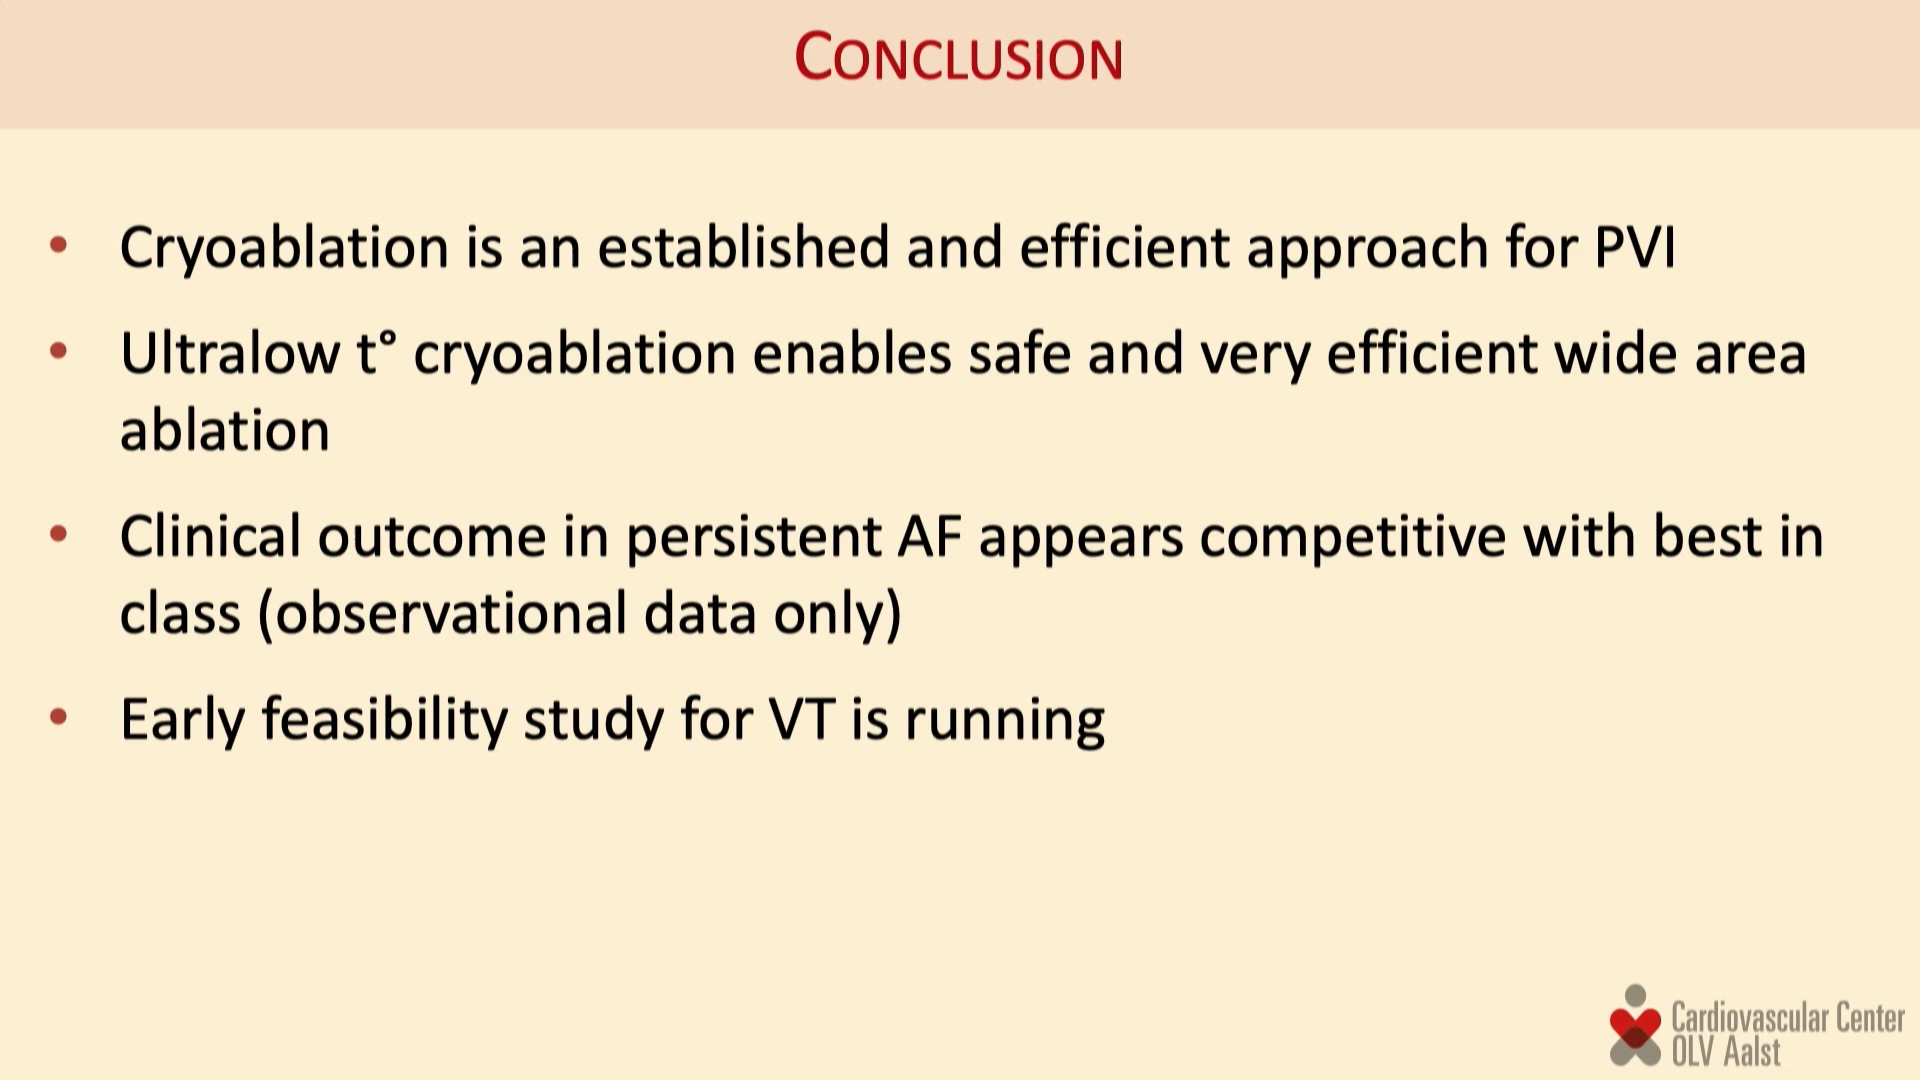 CONCLUSION
• Cryoablation is an established and efficient approach for PVI
• Ultralow t° cryoablation enables safe and very efficient wide area
ablation
• Clinical outcome in persistent AF appears competitive with best in
class (observational data only)
• Early feasibility study for VT is running
Cardiovascular Center
OLV Aalst